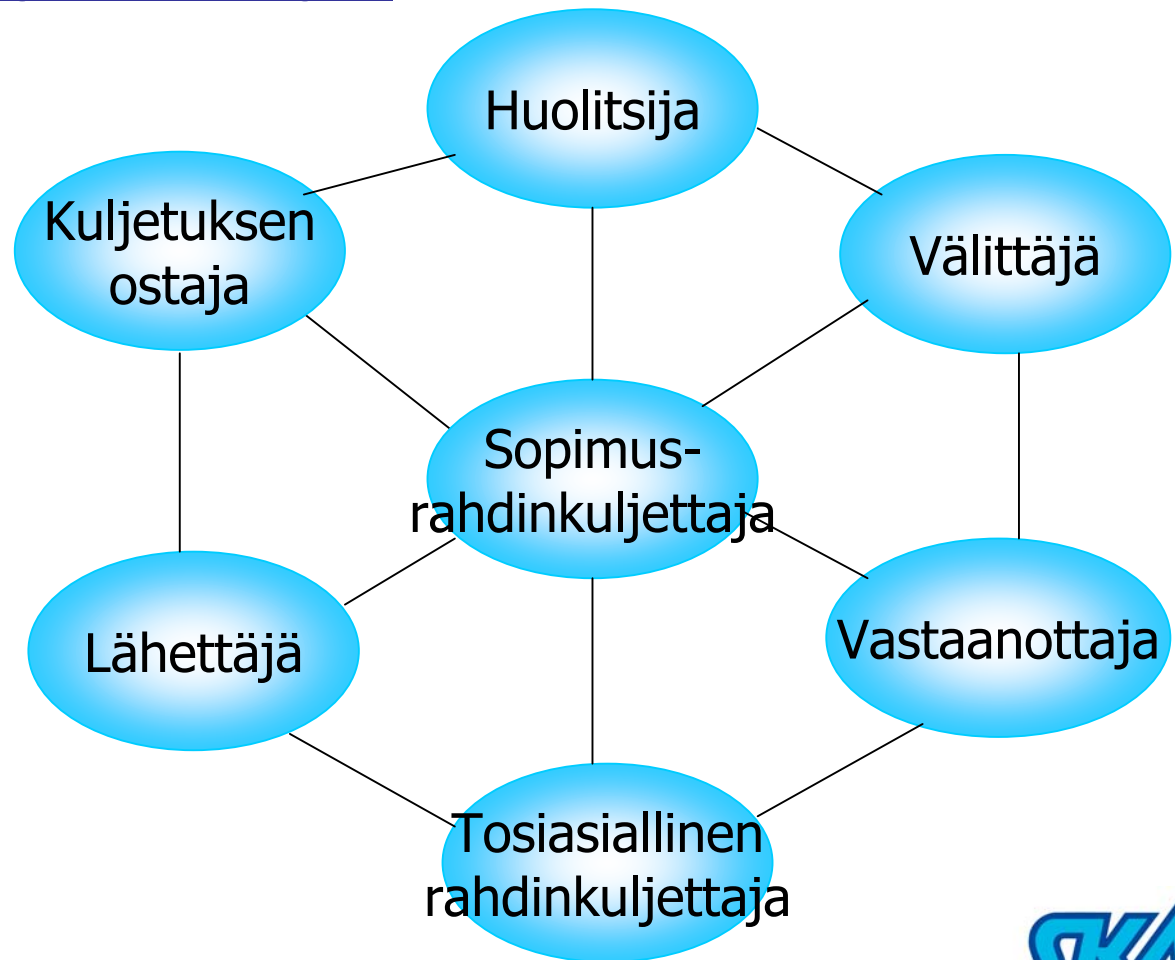 Huolitsija
Kuljetuksen
ostaja
Välittäjä
Sopimus-
rahdinkuljettaja
Lähettäjä
Vastaanottaja
Tosiasiallinen
rahdinkuljettaja